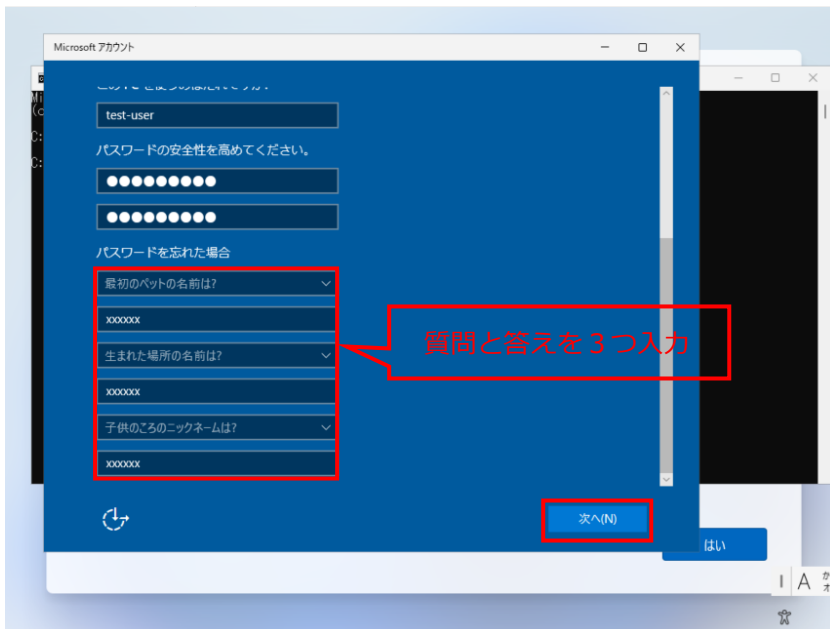 Microsoft アカウント
test-user
パスワードの安全性を高めてください。
●●●●●●●●●
●●●●●●●●●
パスワードを忘れた場合
最初のペットの名前は?
xxxxxx
生まれた場所の名前は?
xxxxxx
子供のころのニックネームは?
xxxxxx
質問と答えを３つ入力
次へ(N)
はい
A